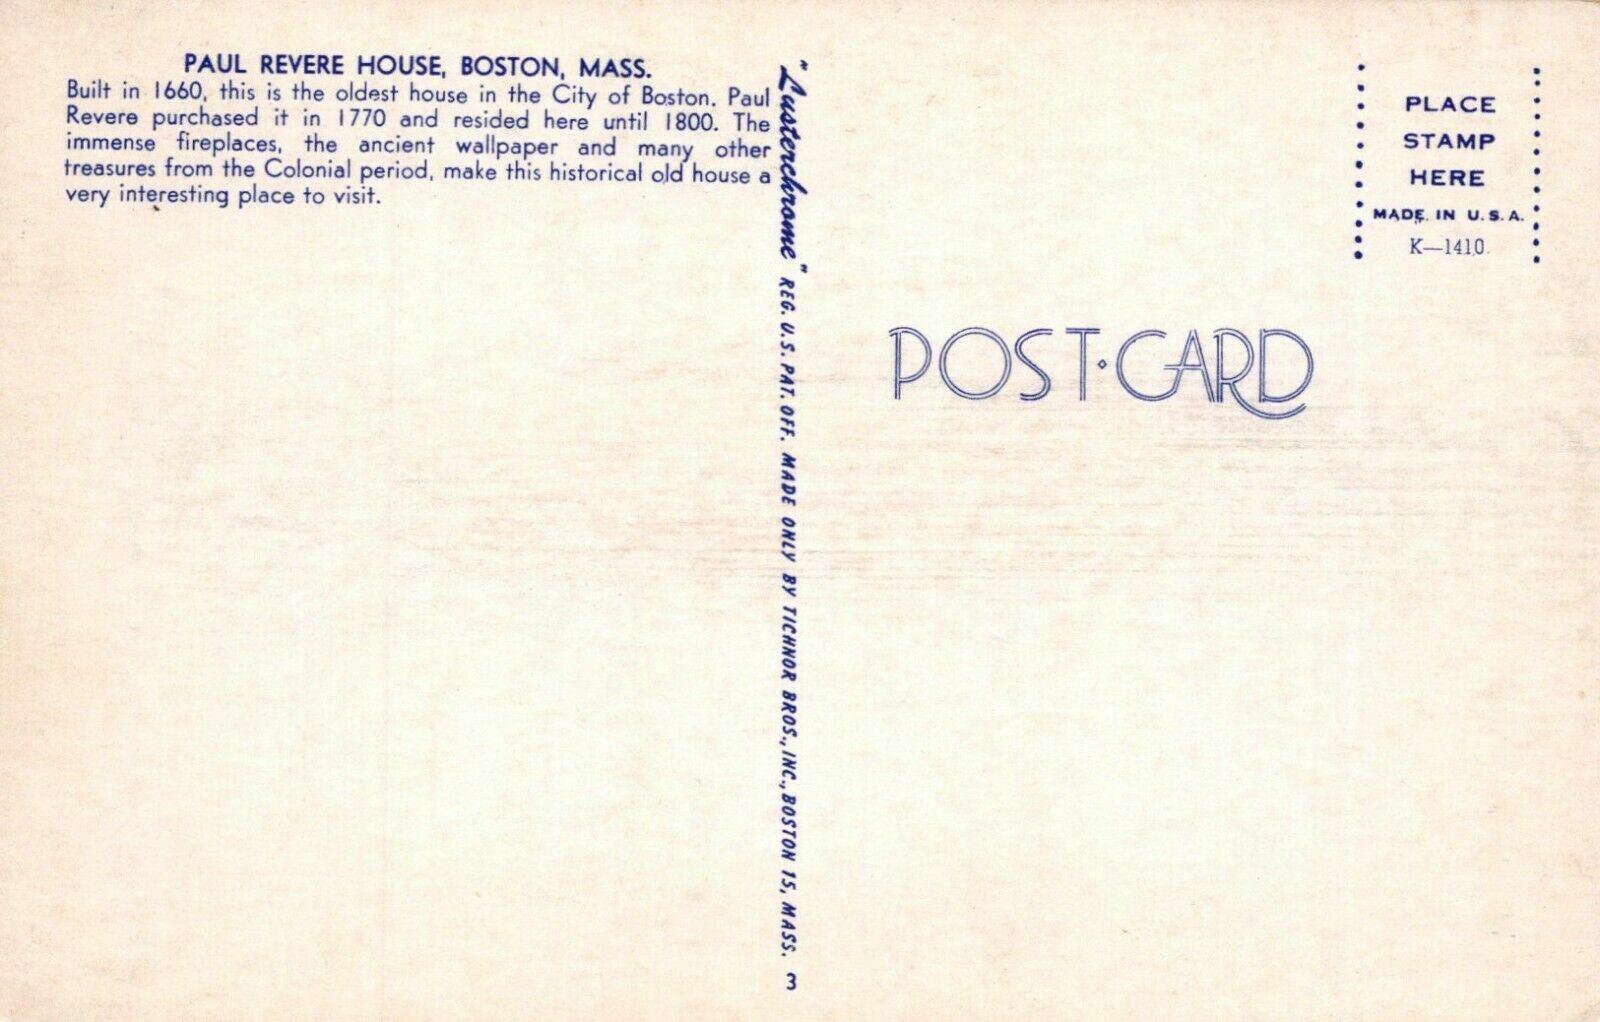 PAUL REVERE HOUSE, BOSTON, MASS.
Built in 1660, this is the oldest house in the City of Boston. Paul
Revere purchased it in 1770 and resided here until 1800. The
immense fireplaces, the ancient wallpaper and many other
treasures from the Colonial period, make this historical old house a
very interesting place to visit.
"Lusterchrome" REG. U.S. PAT. OFF. MADE ONLY BY TICHNOR BROS., INC., BOSTON 15, MASS.
3
PLACE
STAMP
HERE
MADE IN U.S.A.
K—1410
POST·CARD